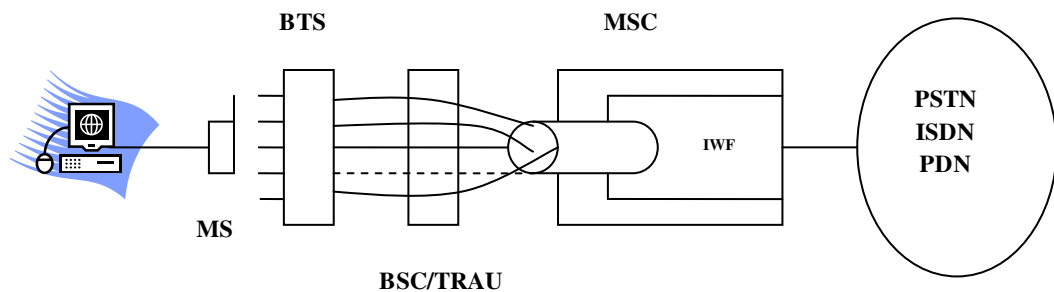 BTS
MSC
PSTN
ISDN
PDN
IWF
MS
BSC/TRAU